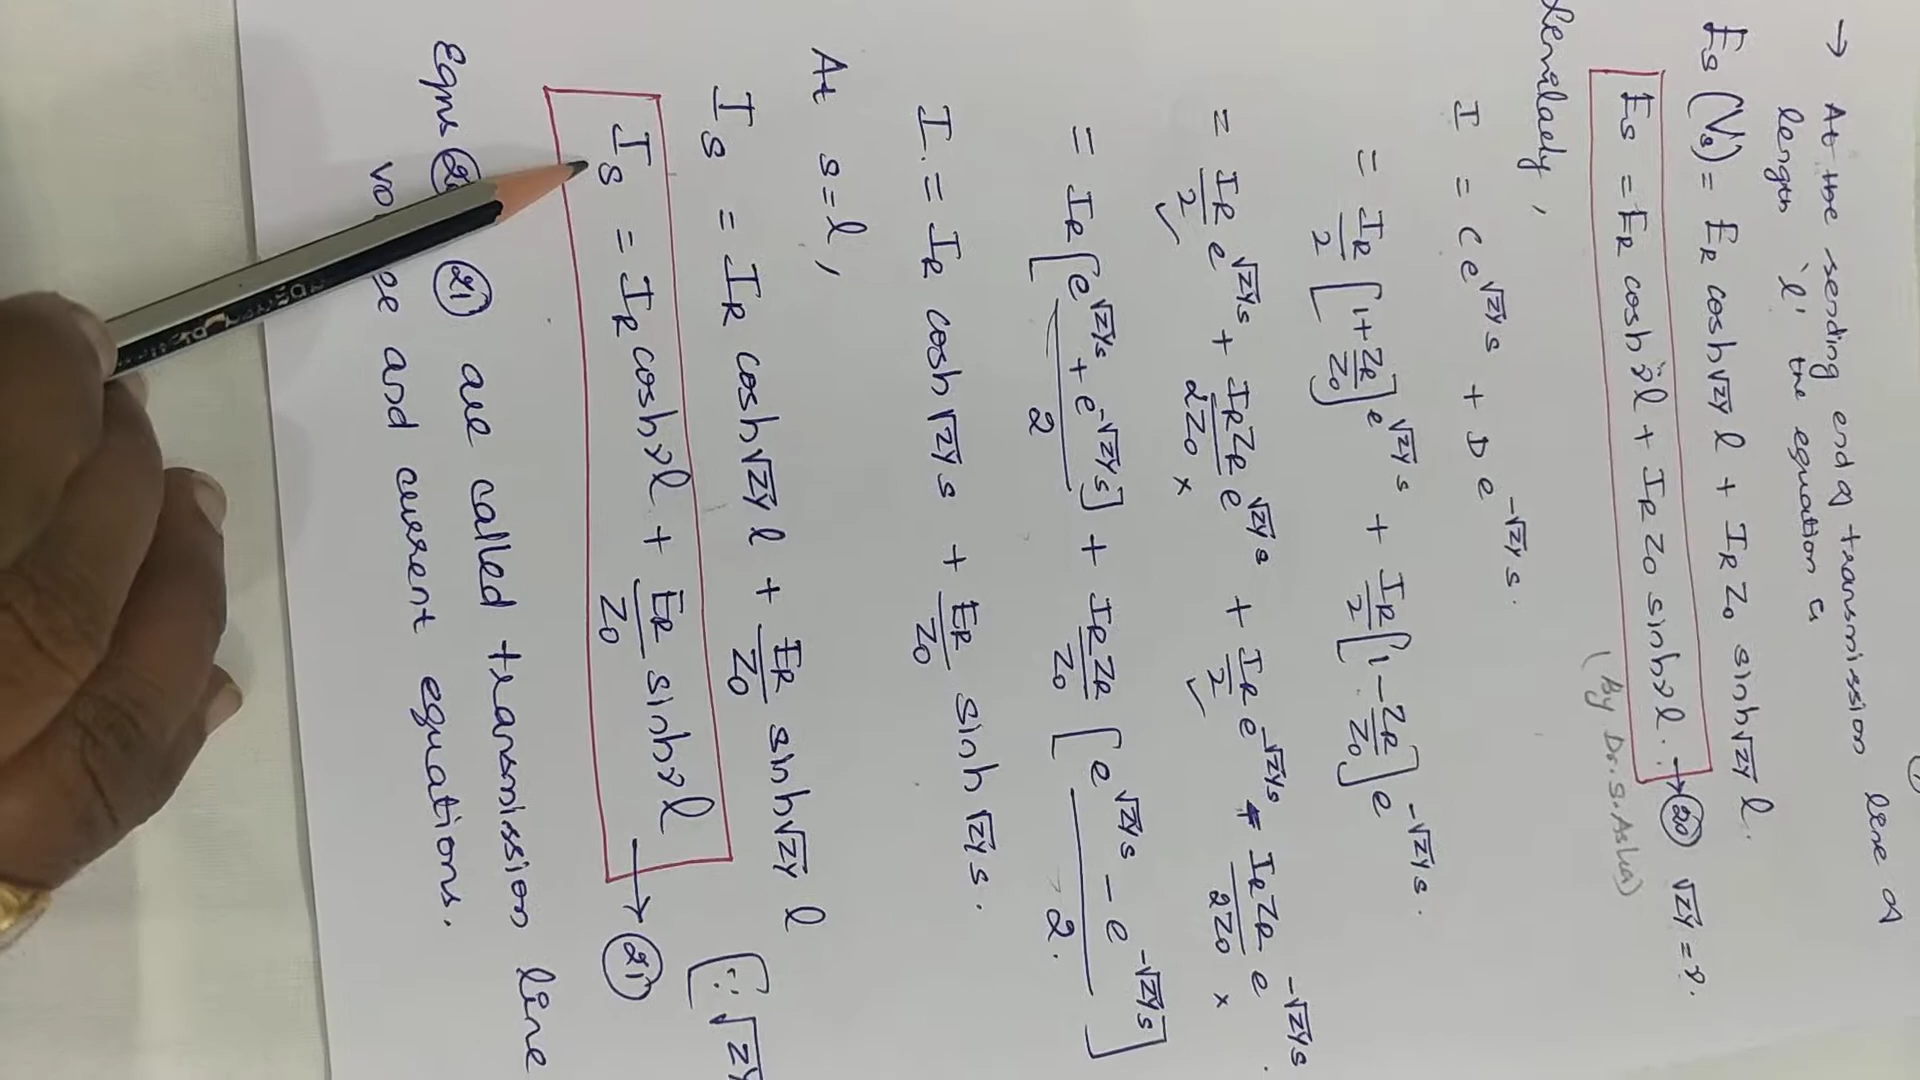 → At the sending end of transmission line of
length 'l' the equation is
Es (Vs) = ER cosh√ZY l + IR Z0 sinh√ZY l.
Es = ER cosh γl + IR Z0 sinh γl. → (20) √ZY = γ.
(By Dr.S.Asha)
Similarly,
I = C e^√ZY s + D e^-√ZY s.
= IR/2 [1 + ZR/Z0] e^√ZY s + IR/2 [1 - ZR/Z0] e^-√ZY s.
= IR/2 e^√ZY s + IR ZR/2Z0 e^√ZY s + IR/2 e^-√ZY s - IR ZR/2Z0 e^-√ZY s.
✓ × ✓ ×
= IR [e^√ZY s + e^-√ZY s/2] + IR ZR/Z0 [e^√ZY s - e^-√ZY s/2.]
I = IR cosh√ZY s + ER/Z0 sinh√ZY s.
At s=l,
Is = IR cosh√ZY l + ER/Z0 sinh√ZY l [∵ √ZY
Is = IR cosh γl + ER/Z0 sinh γl → (21)
Eqns (21) are called transmission line
and current equations.